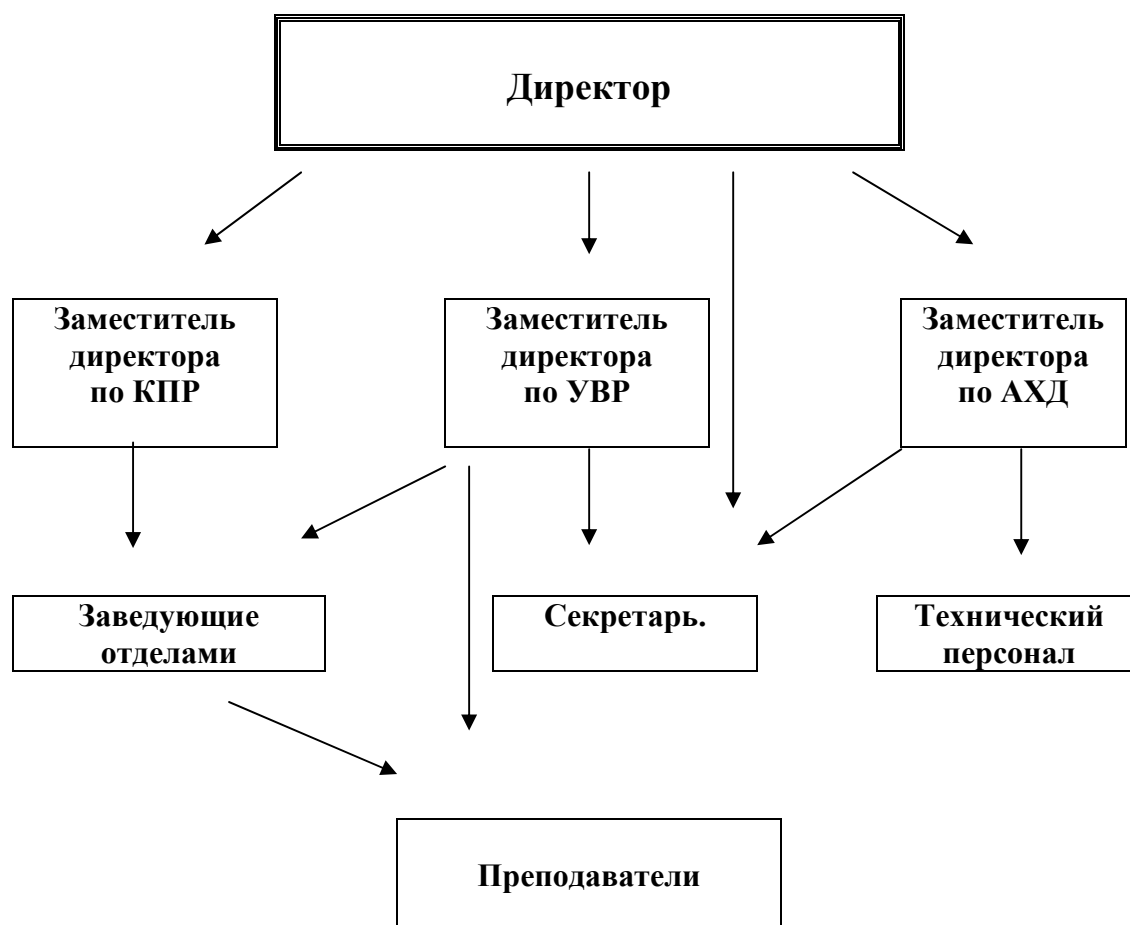 Директор
Заместитель
директора
по КПР
Заместитель
директора
по УВР
Заместитель
директора
по АХД
Заведующие
отделами
Секретарь.
Технический
персонал
Преподаватели